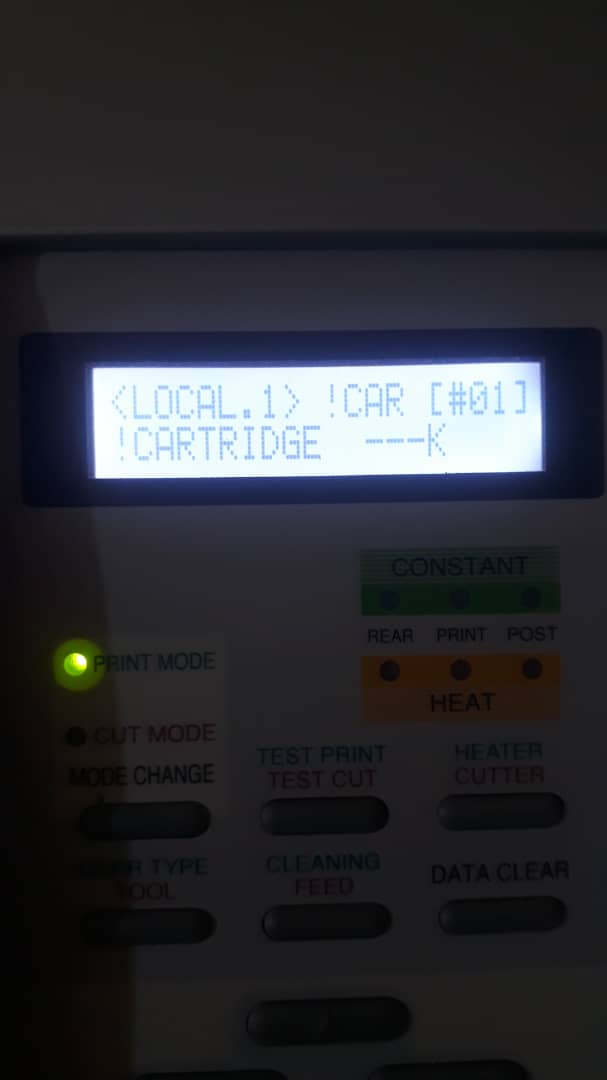 <LOCAL.1> !CAR [#01]
!CARTRIDGE ---K
CONSTANT
REAR PRINT POST
HEAT
PRINT MODE
CUT MODE
MODE CHANGE
TEST PRINT
TEST CUT
HEATER
CUTTER
TYPE
TOOL
CLEANING
FEED
DATA CLEAR